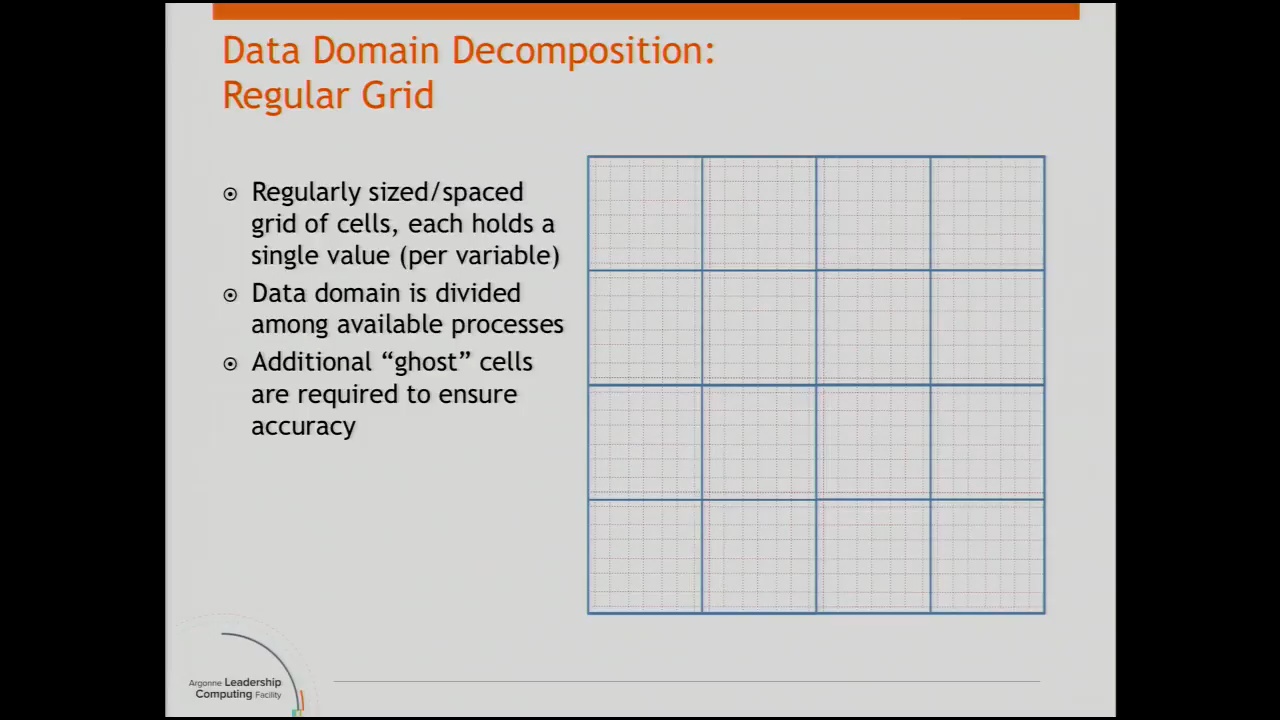 Data Domain Decomposition:
Regular Grid
Regularly sized/spaced
grid of cells, each holds a
single value (per variable)
Data domain is divided
among available processes
Additional “ghost” cells
are required to ensure
accuracy
Argonne Leadership
Computing Facility